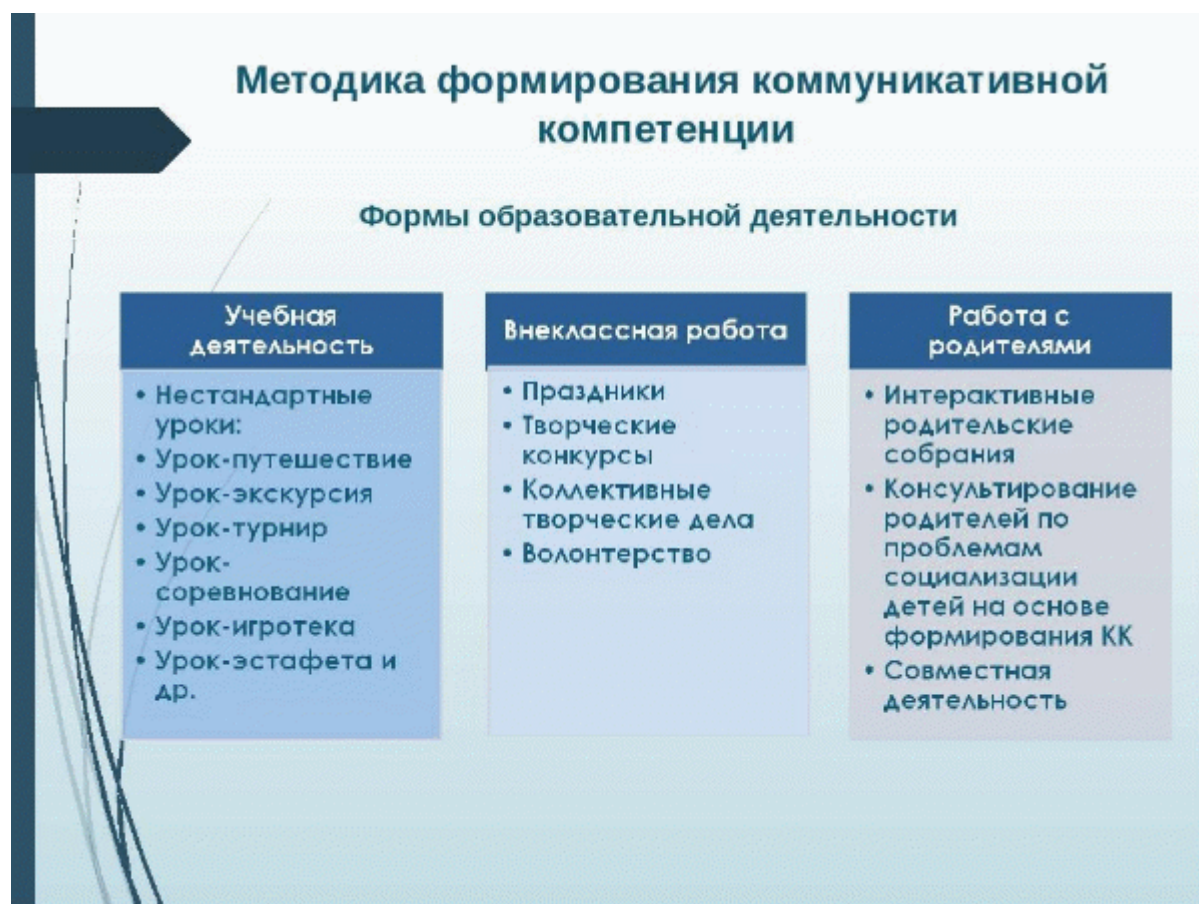 Методика формирования коммуникативной
компетенции
Формы образовательной деятельности
Учебная
деятельность
• Нестандартные
уроки:
• Урок-путешествие
• Урок-экскурсия
• Урок-турнир
• Урок-
соревнование
• Урок-игротека
• Урок-эстафета и
др.
Внеклассная работа
• Праздники
• Творческие
конкурсы
• Коллективные
творческие дела
• Волонтерство
Работа с
родителями
• Интерактивные
родительские
собрания
• Консультирование
родителей по
проблемам
социализации
детей на основе
формирования КК
• Совместная
деятельность